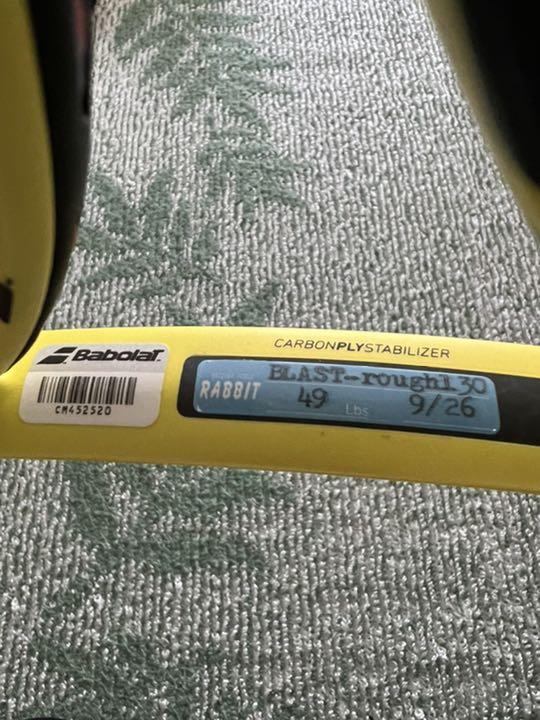 CARBONPLYSTABILIZER
Babolat
CM452520
RABBIT
BLAST-rough130
49 Lbs 9/26